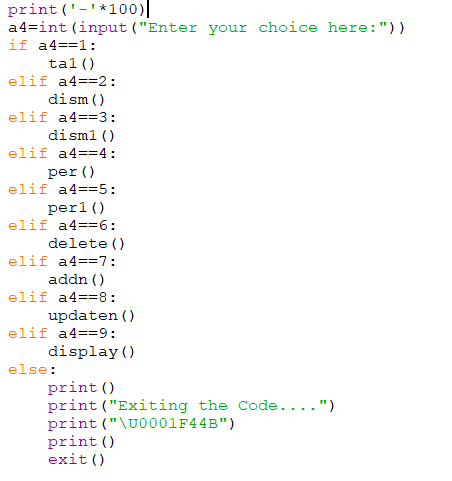 print('-'*100)
a4=int(input("Enter your choice here:"))
if a4==1:
    ta1()
elif a4==2:
    dism()
elif a4==3:
    dism1()
elif a4==4:
    per()
elif a4==5:
    per1()
elif a4==6:
    delete()
elif a4==7:
    addn()
elif a4==8:
    updaten()
elif a4==9:
    display()
else:
    print()
    print("Exiting the Code....")
    print("\U0001F44B")
    print()
    exit()